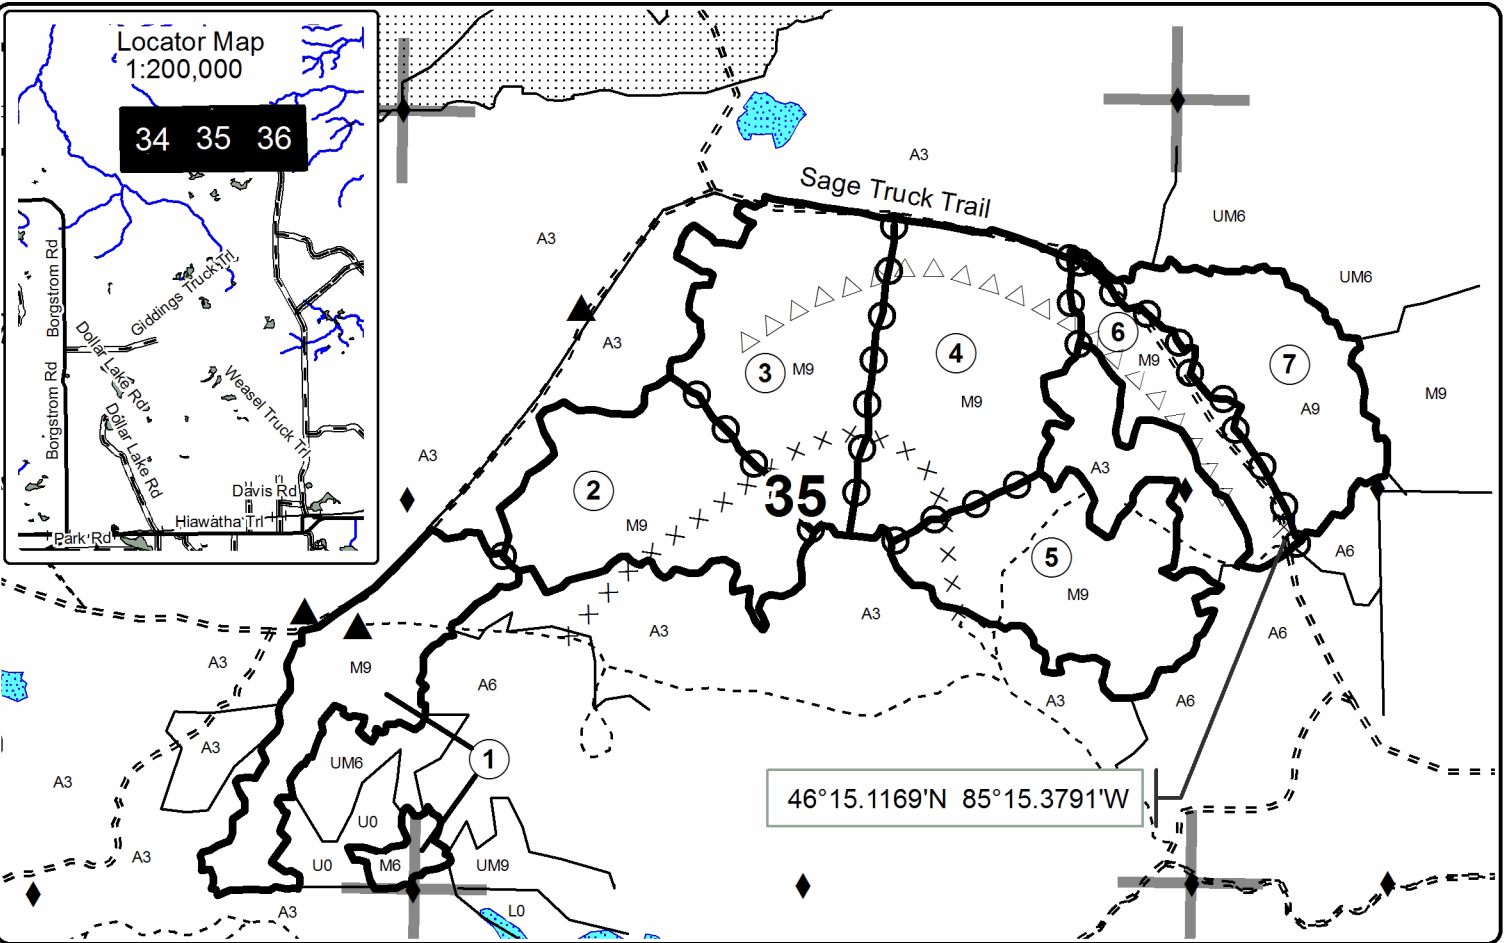 Locator Map
1:200,000
34 35 36
Borgstrom Rd
Giddings Truck Trl
Dollar Lake Rd
Borgstrom Rd
Dollar Lake Rd
Weasel Truck Trl
Davis Rd
Hiawatha Trl
Park Rd
A3
Sage Truck Trail
UM6
A3
UM6
A3
6
4
M9
7
3
M9
M9
M9
A9
A3
A3
2
35
M9
5
A6
M9
A3
A3
A6
A3
M9
A6
A3
A6
A3
1
UM6
A3
46°15.1169'N 85°15.3791'W
U0
A3
U0
M6
UM9
A3
L0